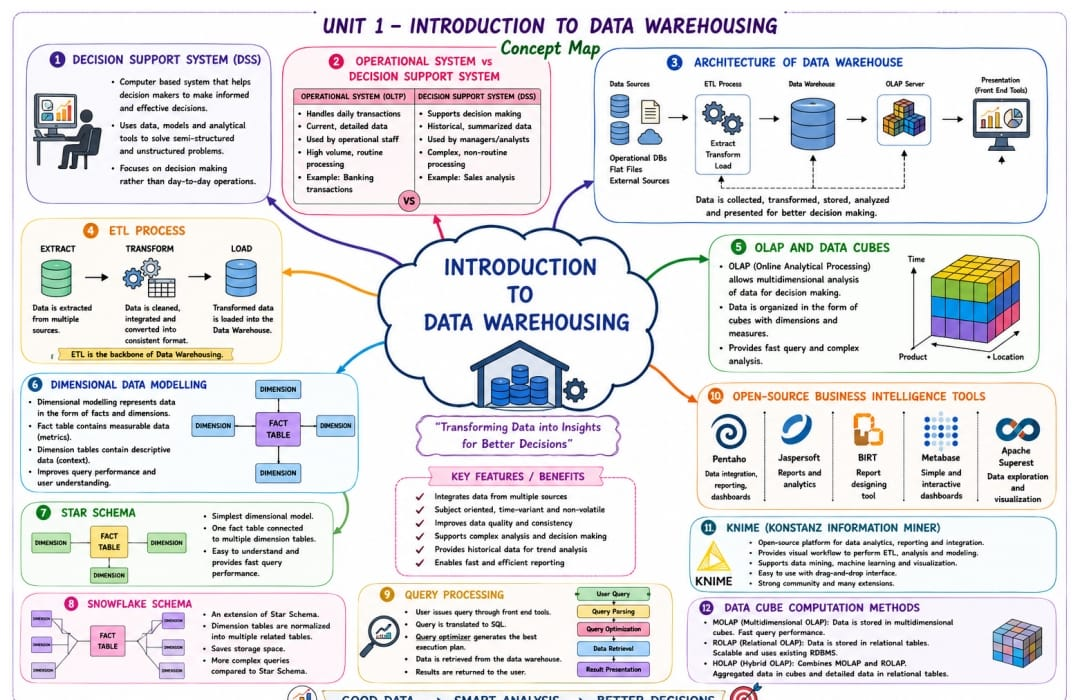 UNIT 1 – INTRODUCTION TO DATA WAREHOUSING
Concept Map
1 DECISION SUPPORT SYSTEM (DSS)
• Computer based system that helps
decision makers to make informed
and effective decisions.
• Uses data, models and analytical
tools to solve semi-structured
and unstructured problems.
• Focuses on decision making
rather than day-to-day operations.
2 OPERATIONAL SYSTEM vs
DECISION SUPPORT SYSTEM
OPERATIONAL SYSTEM (OLTP)
• Handles daily transactions
• Current, detailed data
• Used by operational staff
• High volume, routine
processing
• Example: Banking
transactions
DECISION SUPPORT SYSTEM (DSS)
• Supports decision making
• Historical, summarized data
• Used by managers/analysts
• Complex, non-routine
processing
• Example: Sales analysis
VS
3 ARCHITECTURE OF DATA WAREHOUSE
Data Sources
Operational DBs
Flat Files
External Sources
ETL Process
Extract
Transform
Load
Data Warehouse
OLAP Server
Presentation
(Front End Tools)
Data is collected, transformed, stored, analyzed
and presented for better decision making.
4 ETL PROCESS
EXTRACT
Data is extracted
from multiple
sources.
TRANSFORM
Data is cleaned,
integrated and
converted into
consistent format.
LOAD
Transformed data
is loaded into the
Data Warehouse.
ETL is the backbone of Data Warehousing.
INTRODUCTION
TO
DATA WAREHOUSING
5 OLAP AND DATA CUBES
• OLAP (Online Analytical Processing)
allows multidimensional analysis
of data for decision making.
• Data is organized in the form of
cubes with dimensions and
measures.
• Provides fast query and complex
analysis.
Time
Product
Location
6 DIMENSIONAL DATA MODELLING
• Dimensional modelling represents data
in the form of facts and dimensions.
• Fact table contains measurable data
(metrics).
• Dimension tables contain descriptive
data (context).
• Improves query performance and
user understanding.
DIMENSION
DIMENSION
FACT
TABLE
DIMENSION
DIMENSION
"Transforming Data into Insights
for Better Decisions"
KEY FEATURES / BENEFITS
✓ Integrates data from multiple sources
✓ Subject oriented, time-variant and non-volatile
✓ Improves data quality and consistency
✓ Supports complex analysis and decision making
✓ Provides historical data for trend analysis
✓ Enables fast and efficient reporting
10 OPEN-SOURCE BUSINESS INTELLIGENCE TOOLS
Pentaho
Data integration,
reporting,
dashboards
Jaspersoft
Reports and
analytics
BIRT
Report
designing
tool
Metabase
Simple and
interactive
dashboards
Apache
Superest
Data exploration
and
visualization
7 STAR SCHEMA
DIMENSION
FACT
TABLE
DIMENSION
DIMENSION
• Simplest dimensional model.
• One fact table connected
to multiple dimension tables.
• Easy to understand and
provides fast query
performance.
11 KNIME (KONSTANZ INFORMATION MINER)
KNIME
• Open-source platform for data analytics, reporting and integration.
• Provides visual workflow to perform ETL, analysis and modeling.
• Supports data mining, machine learning and visualization.
• Easy to use with drag-and-drop interface.
• Strong community and many extensions.
8 SNOWFLAKE SCHEMA
DIMENSION
DIMENSION
DIMENSION
FACT
TABLE
DIMENSION
DIMENSION
DIMENSION
• An extension of Star Schema.
• Dimension tables are normalized
into multiple related tables.
• Saves storage space.
• More complex queries
compared to Star Schema.
9 QUERY PROCESSING
• User issues query through front end tools.
• Query is translated to SQL.
• Query optimizer generates the best
execution plan.
• Data is retrieved from the data warehouse.
• Results are returned to the user.
User Query
Query Parsing
Query Optimization
Data Retrieval
Result Presentation
12 DATA CUBE COMPUTATION METHODS
• MOLAP (Multidimensional OLAP): Data is stored in multidimensional
cubes. Fast query performance.
• ROLAP (Relational OLAP): Data is stored in relational tables.
Scalable and uses existing RDBMS.
• HOLAP (Hybrid OLAP): Combines MOLAP and ROLAP.
Aggregated data in cubes and detailed data in relational tables.
GOOD DATA → SMART ANALYSIS → BETTER DECISIONS